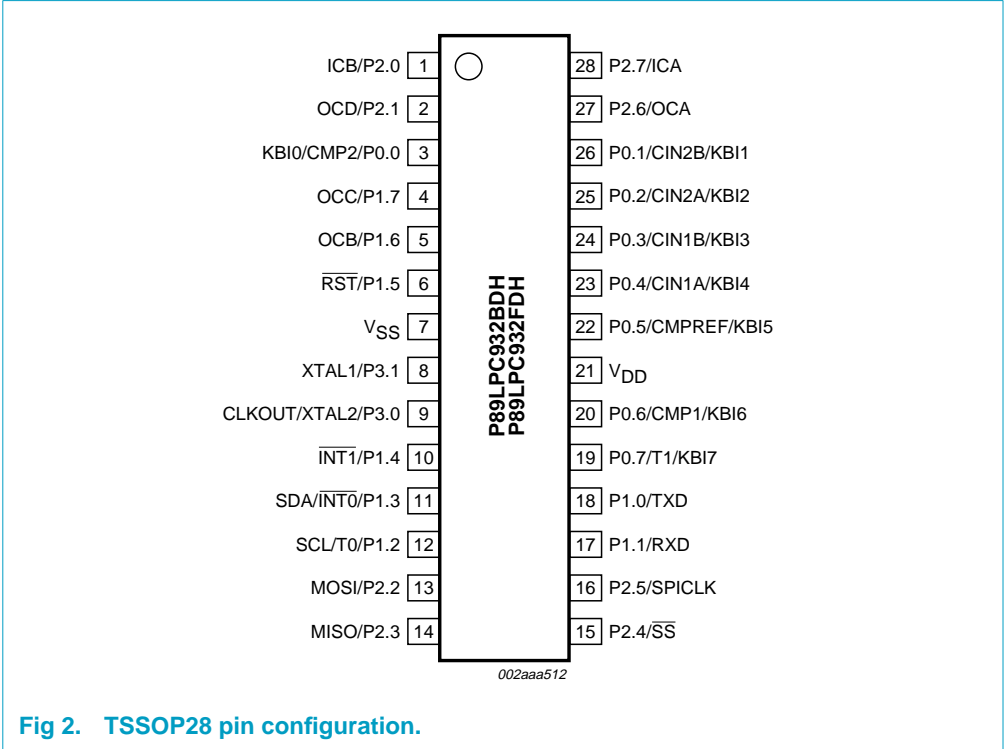 ICB/P2.0 1
OCD/P2.1 2
KBI0/CMP2/P0.0 3
OCC/P1.7 4
OCB/P1.6 5
R̅S̅T̅/P1.5 6
VSS 7
XTAL1/P3.1 8
CLKOUT/XTAL2/P3.0 9
I̅N̅T̅1̅/P1.4 10
SDA/I̅N̅T̅0̅/P1.3 11
SCL/T0/P1.2 12
MOSI/P2.2 13
MISO/P2.3 14
P89LPC932BDH
P89LPC932FDH
28 P2.7/ICA
27 P2.6/OCA
26 P0.1/CIN2B/KBI1
25 P0.2/CIN2A/KBI2
24 P0.3/CIN1B/KBI3
23 P0.4/CIN1A/KBI4
22 P0.5/CMPREF/KBI5
21 VDD
20 P0.6/CMP1/KBI6
19 P0.7/T1/KBI7
18 P1.0/TXD
17 P1.1/RXD
16 P2.5/SPICLK
15 P2.4/S̅S̅
002aaa512
Fig 2. TSSOP28 pin configuration.